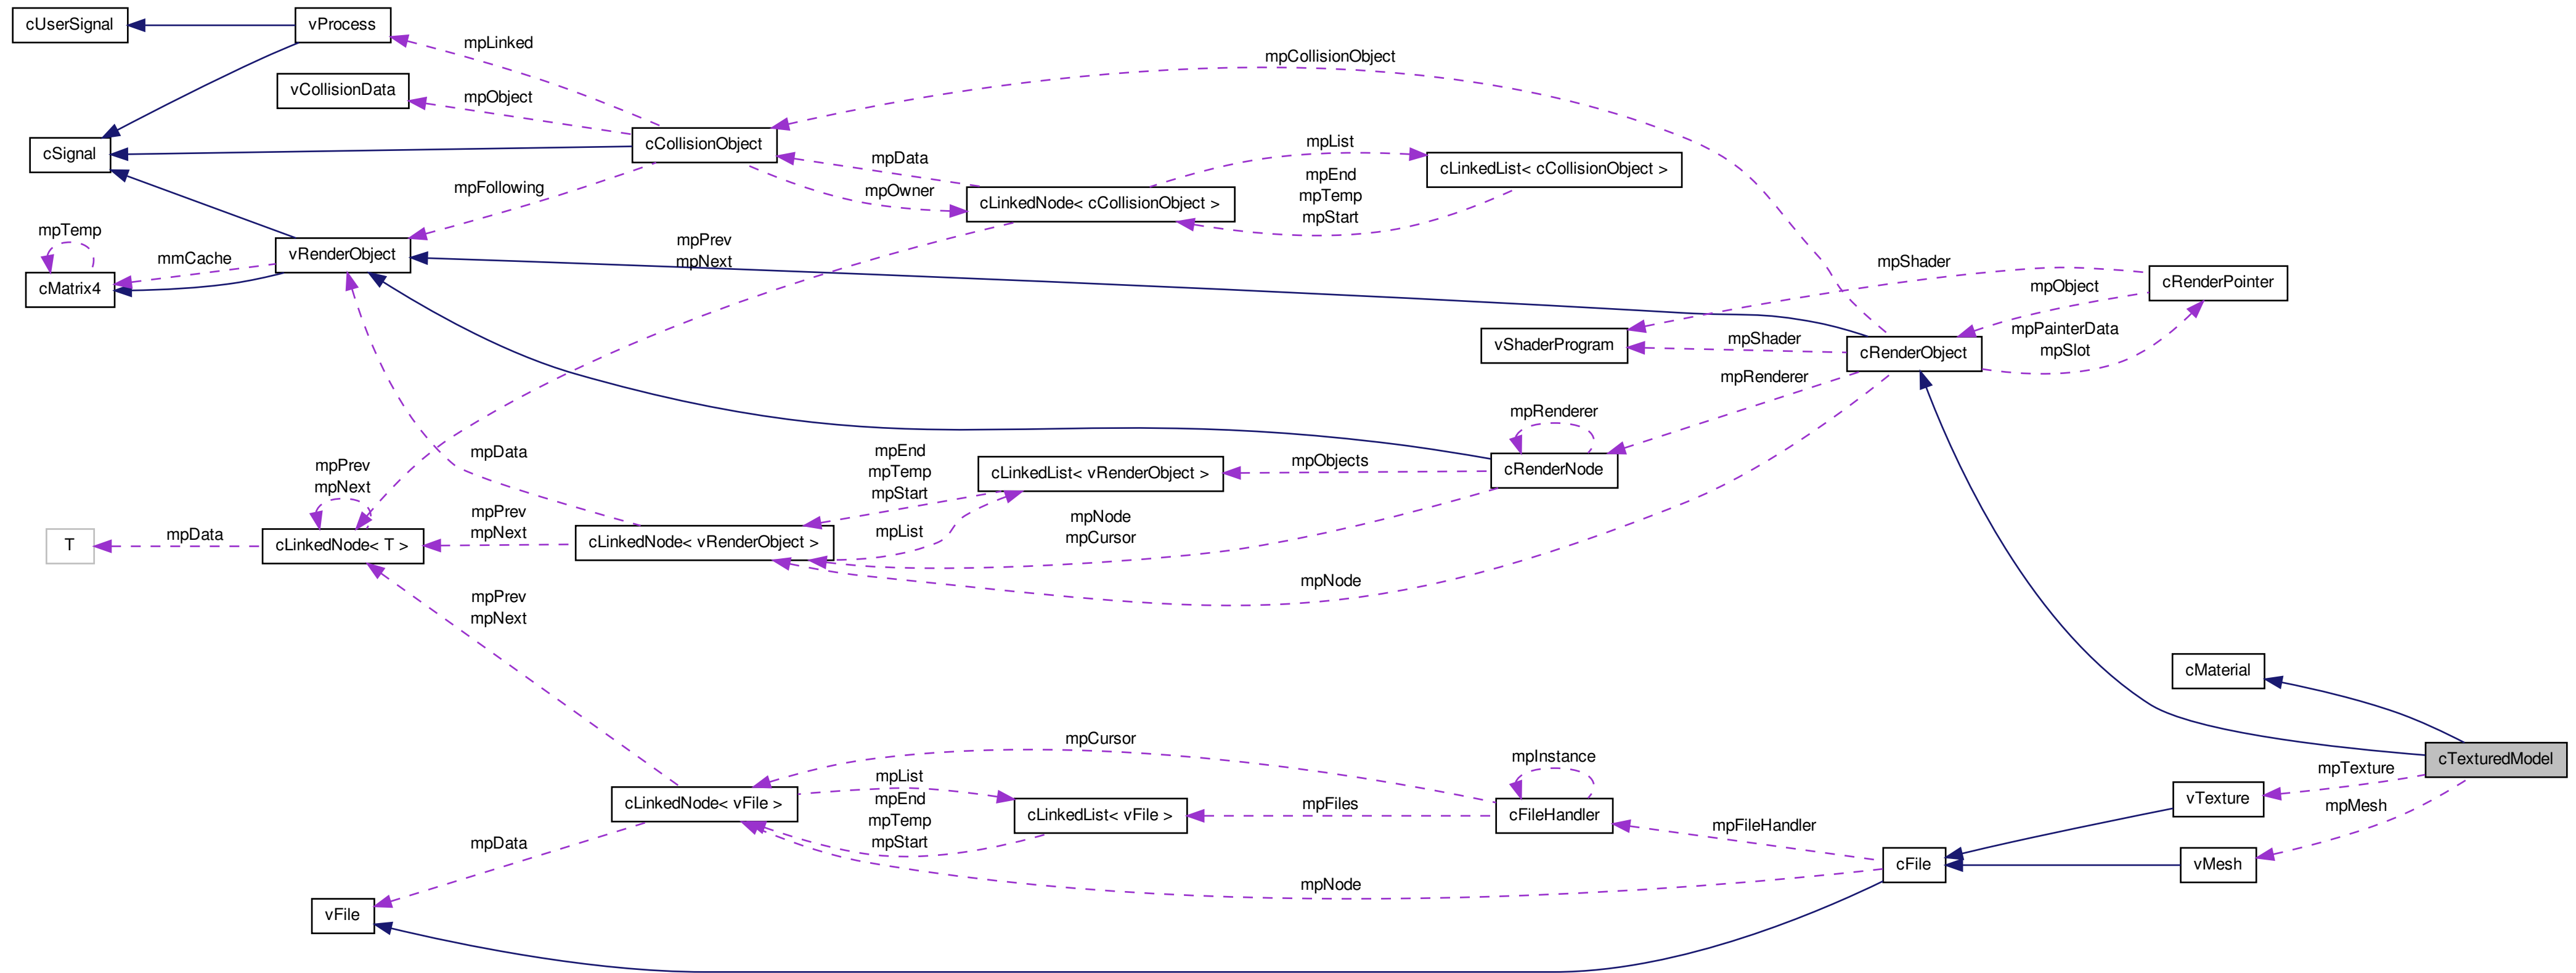 cUserSignal
vProcess
mpLinked
mpCollisionObject
vCollisionData
mpObject
cSignal
cCollisionObject
mpData
mpOwner
mpList
cLinkedList< cCollisionObject >
mpEnd
mpTemp
mpStart
cLinkedNode< cCollisionObject >
mpFollowing
mpTemp
mmCache
cMatrix4
vRenderObject
mpPrev
mpNext
mpShader
cRenderPointer
mpObject
mpPainterData
mpSlot
vShaderProgram
mpShader
cRenderObject
mpRenderer
mpRenderer
cRenderNode
mpObjects
cLinkedList< vRenderObject >
mpEnd
mpTemp
mpStart
mpData
mpPrev
mpNext
mpPrev
mpNext
mpList
mpNode
mpCursor
T
mpData
cLinkedNode< T >
cLinkedNode< vRenderObject >
mpNode
mpPrev
mpNext
cMaterial
cTexturedModel
mpTexture
mpMesh
vTexture
vMesh
mpCursor
mpInstance
mpList
mpEnd
mpTemp
mpStart
cLinkedNode< vFile >
cLinkedList< vFile >
mpFiles
cFileHandler
mpFileHandler
cFile
mpData
mpNode
vFile